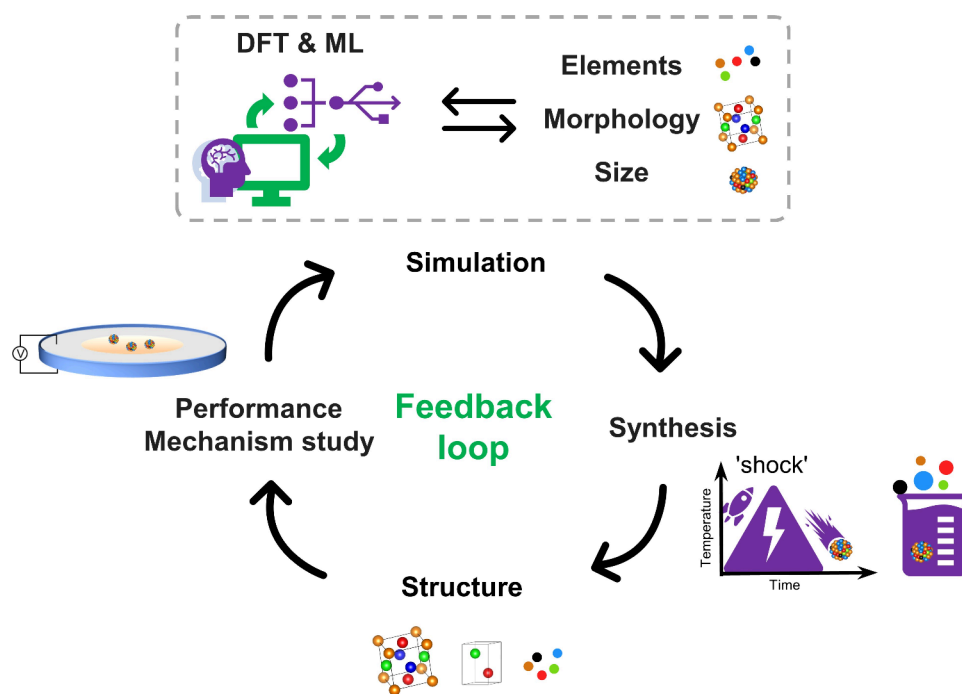 DFT & ML
Elements
Morphology
Size
Simulation
V
Performance
Mechanism study
Feedback
loop
Synthesis
'shock'
Temperature
Time
Structure